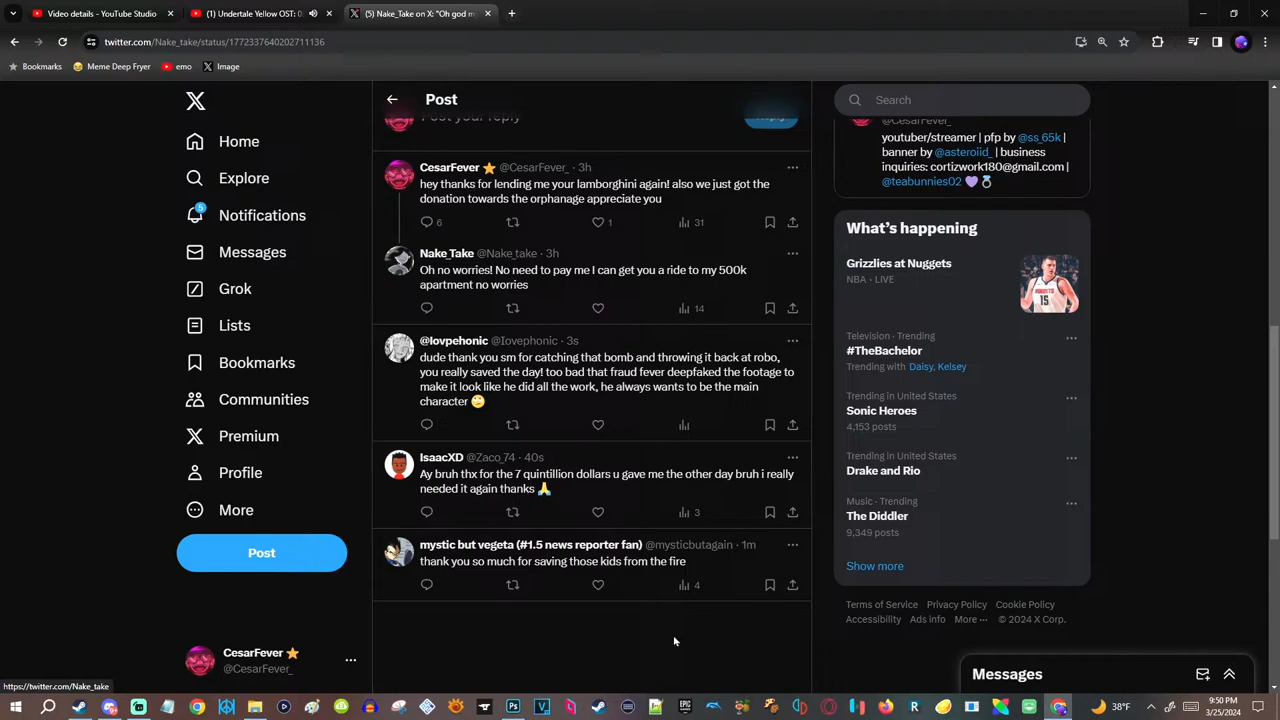 Video details - YouTube Studio
(1) Undertale Yellow OST: 0
(5) Nake_Take on X: "Oh god m
twitter.com/Nake_take/status/1772337640202711136
Bookmarks
Meme Deep Fryer
emo
Image
Home
Explore
5
Notifications
Messages
Grok
Lists
Bookmarks
Communities
Premium
Profile
More
Post
CesarFever ⭐
@CesarFever_
https://twitter.com/Nake_take
Post
Post your reply
Reply
CesarFever ⭐ @CesarFever_ · 3h
hey thanks for lending me your lamborghini again! also we just got the
donation towards the orphanage appreciate you
6 1 31
Nake_Take @Nake_take · 3h
Oh no worries! No need to pay me I can get you a ride to my 500k
apartment no worries
14
@lovpehonic @lovephonic · 3s
dude thank you sm for catching that bomb and throwing it back at robo,
you really saved the day! too bad that fraud fever deepfaked the footage to
make it look like he did all the work, he always wants to be the main
character 🙄
IsaacXD @Zaco_74 · 40s
Ay bruh thx for the 7 quintillion dollars u gave me the other day bruh i really
needed it again thanks 🙏
3
mystic but vegeta (#1.5 news reporter fan) @mysticbutagain · 1m
thank you so much for saving those kids from the fire
4
Search
@CesarFever_
youtuber/streamer | pfp by @ss_65k |
banner by @asteroiid_ | business
inquiries: cortizwork180@gmail.com |
@teabunnies02 💜💍
What's happening
Grizzlies at Nuggets
NBA · LIVE
Television · Trending
#TheBachelor
Trending with Daisy, Kelsey
Trending in United States
Sonic Heroes
4,153 posts
Trending in United States
Drake and Rio
Music · Trending
The Diddler
9,349 posts
Show more
Terms of Service Privacy Policy Cookie Policy
Accessibility Ads info More ··· © 2024 X Corp.
Messages
38°F
9:50 PM
3/25/2024